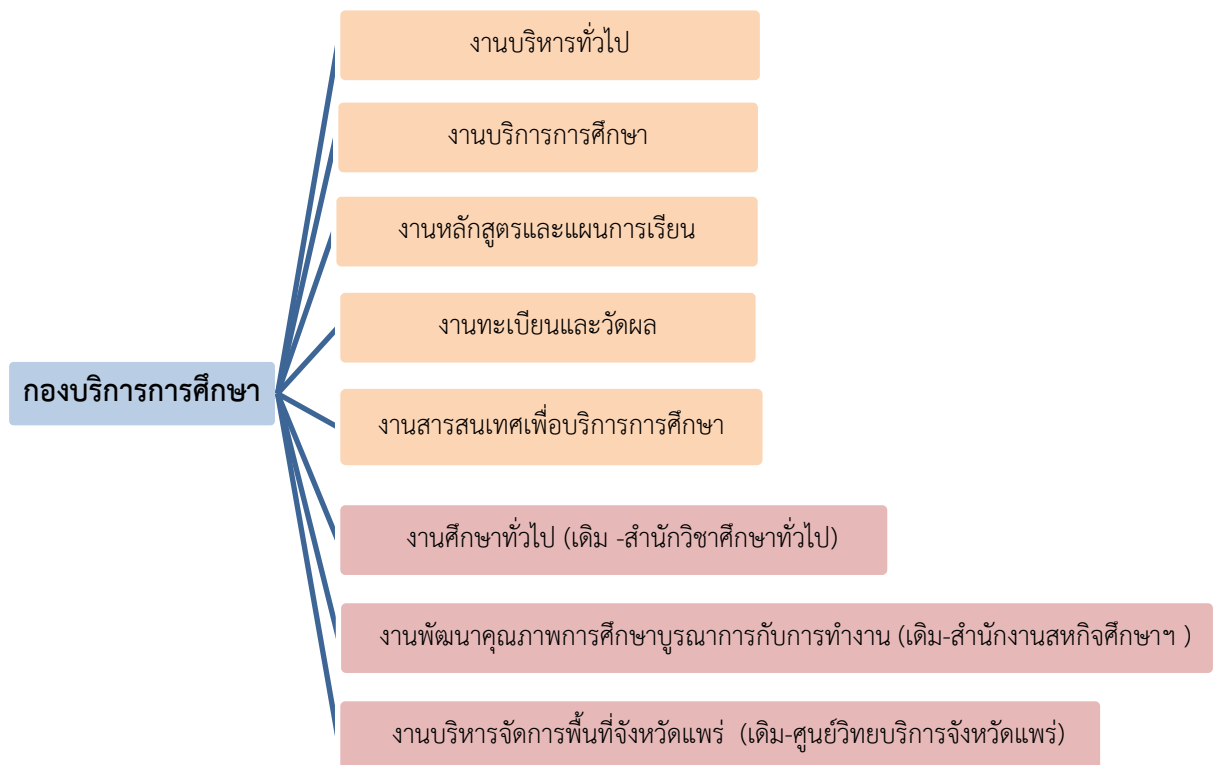 งานบริหารทั่วไป
งานบริการการศึกษา
งานหลักสูตรและแผนการเรียน
งานทะเบียนและวัดผล
กองบริการการศึกษา
งานสารสนเทศเพื่อบริการการศึกษา
งานศึกษาทั่วไป (เดิม -สำนักวิชาศึกษาทั่วไป)
งานพัฒนาคุณภาพการศึกษาบูรณาการกับการทำงาน (เดิม-สำนักงานสหกิจศึกษาฯ )
งานบริหารจัดการพื้นที่จังหวัดแพร่ (เดิม-ศูนย์วิทยบริการจังหวัดแพร่)